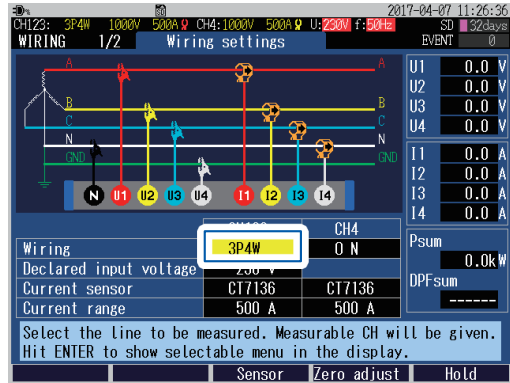 2017-04-07 11:26:36
CH123: 3P4W 1000V 500A CH4:1000V 500A U:230V f:50Hz SD 32days
WIRING 1/2 Wiring settings EVENT 0
A A
B B
C C
N N
GND GND
N U1 U2 U3 U4 I1 I2 I3 I4
U1 0.0 V
U2 0.0 V
U3 0.0 V
U4 0.0 V
I1 0.0 A
I2 0.0 A
I3 0.0 A
I4 0.0 A
Psum
0.0kW
DPFsum
------
CH4
Wiring 3P4W ON
Declared input voltage 230 V
Current sensor CT7136 CT7136
Current range 500 A 500 A
Select the line to be measured. Measurable CH will be given.
Hit ENTER to show selectable menu in the display.
Sensor Zero adjust Hold